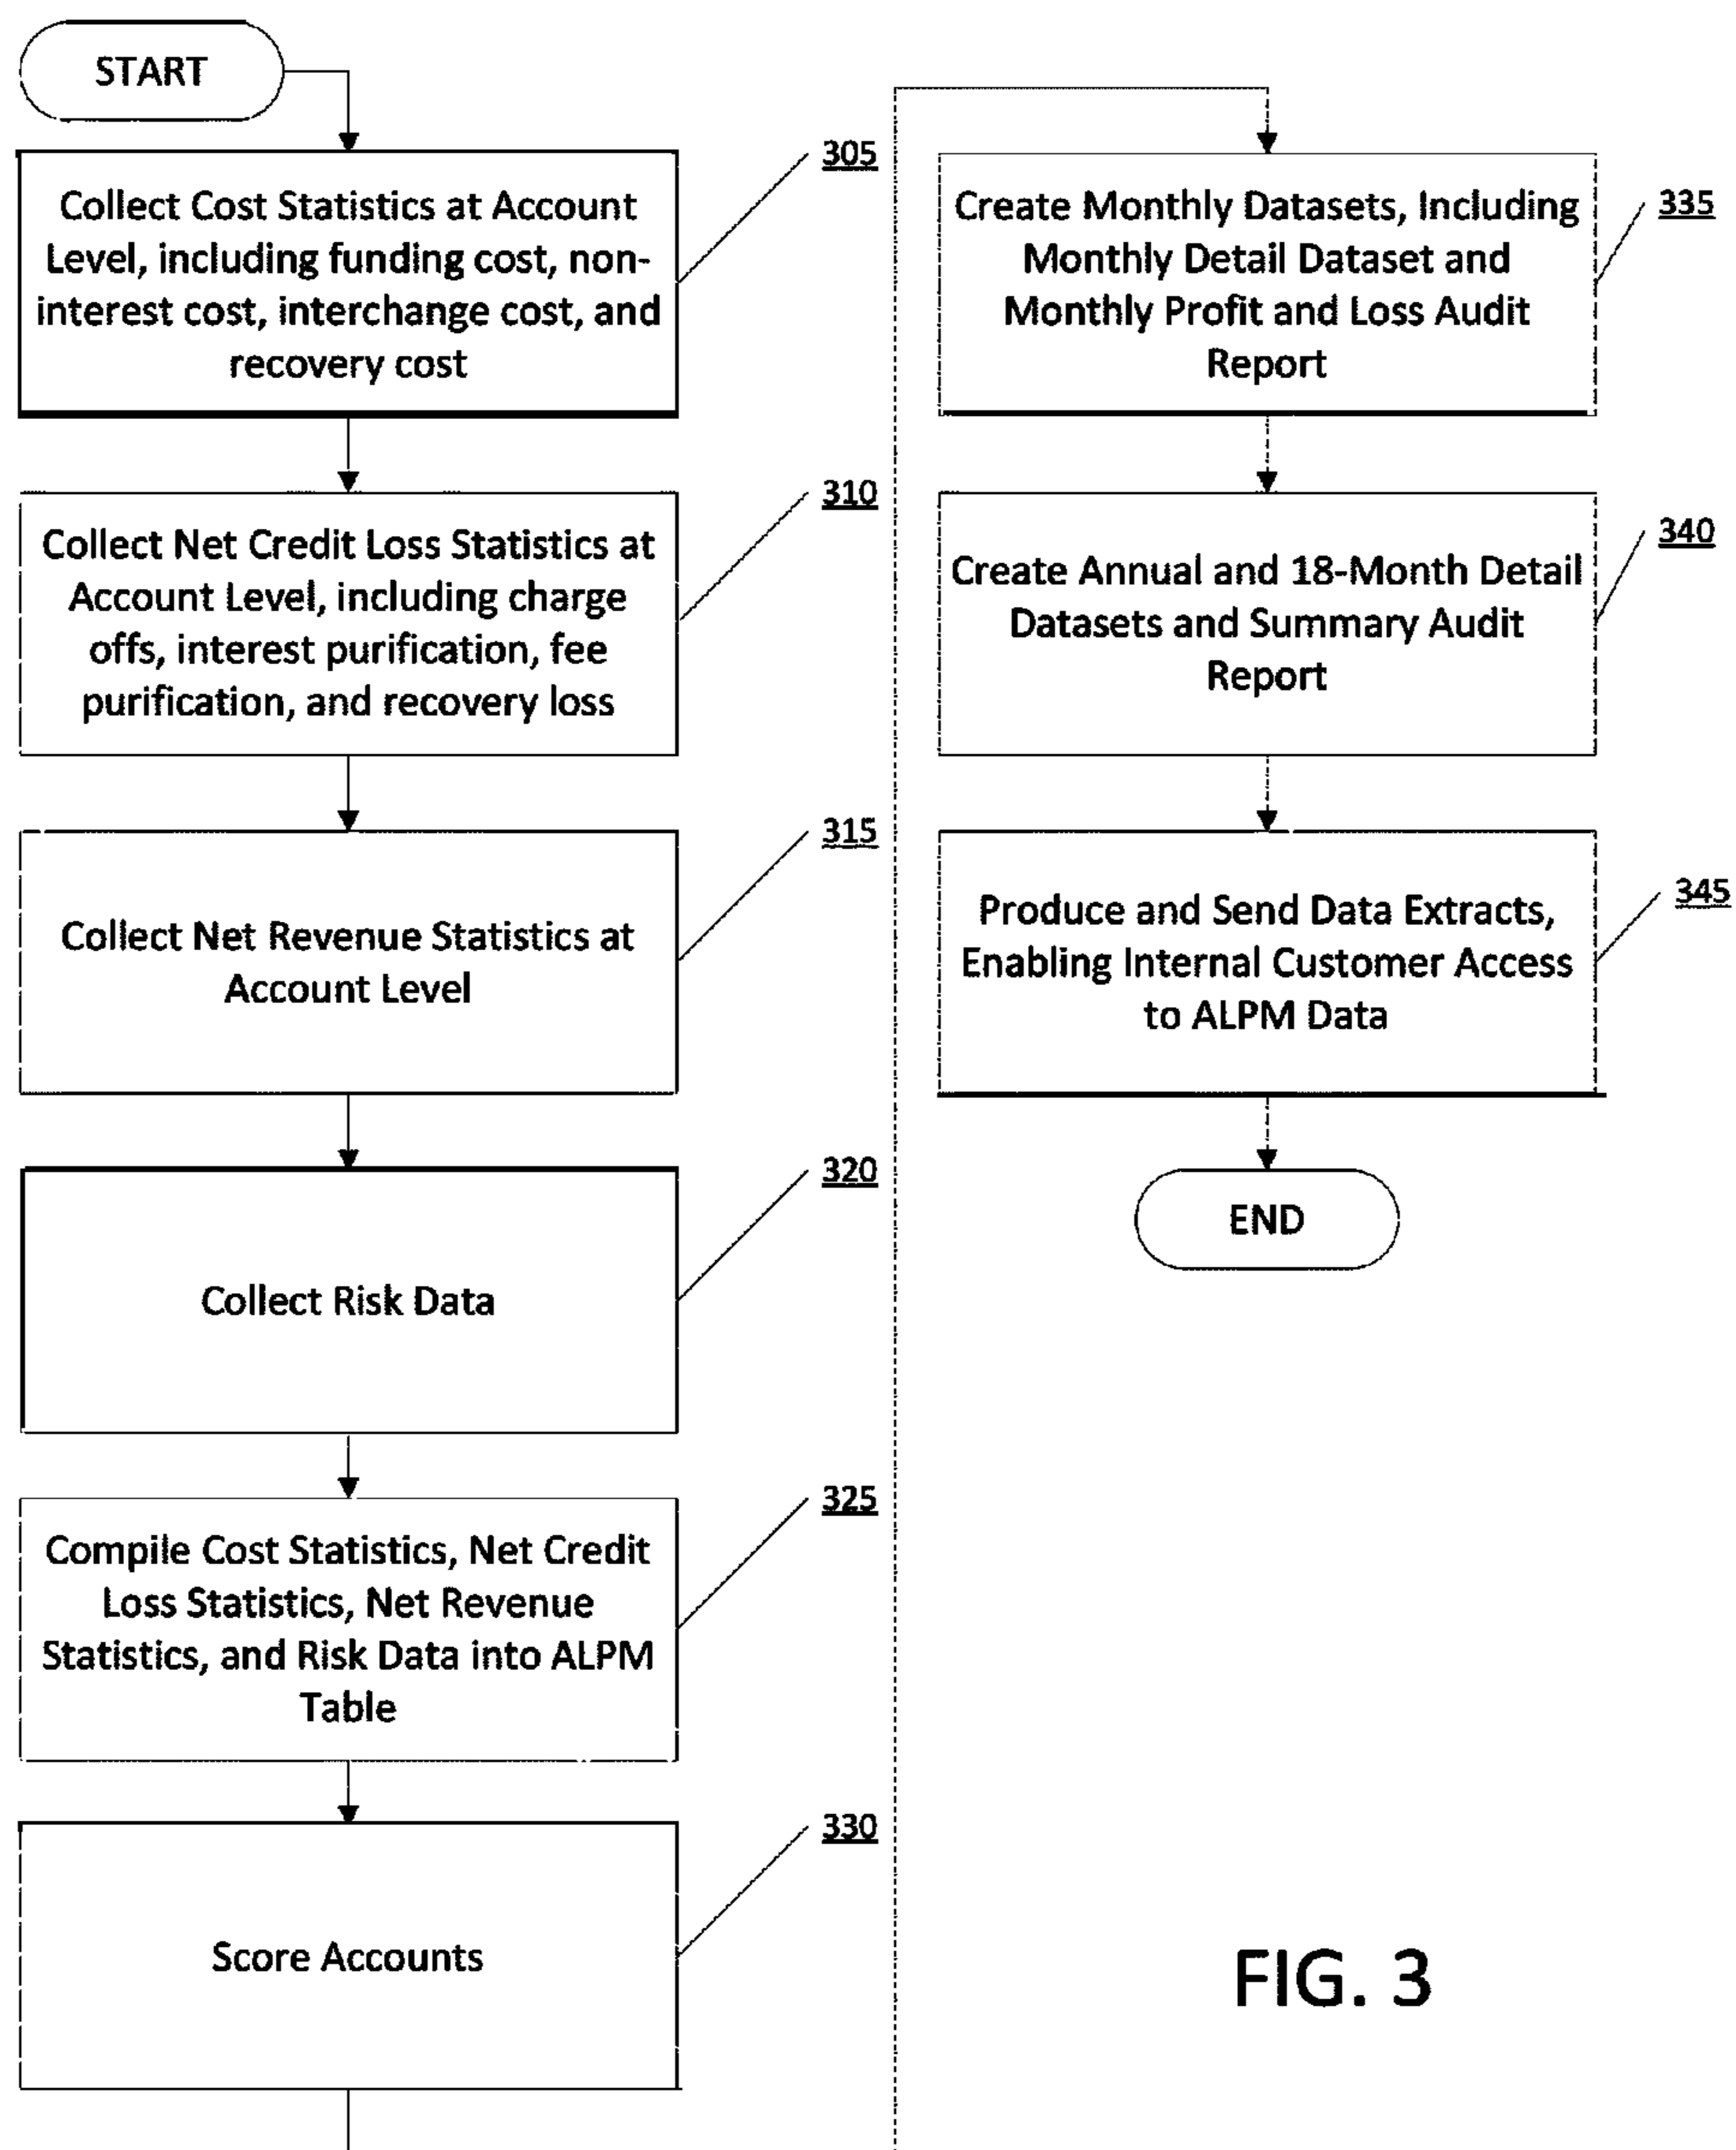 START
305
Collect Cost Statistics at Account
Level, including funding cost, non-
interest cost, interchange cost, and
recovery cost
310
Collect Net Credit Loss Statistics at
Account Level, including charge
offs, interest purification, fee
purification, and recovery loss
315
Collect Net Revenue Statistics at
Account Level
320
Collect Risk Data
325
Compile Cost Statistics, Net Credit
Loss Statistics, Net Revenue
Statistics, and Risk Data into ALPM
Table
330
Score Accounts
335
Create Monthly Datasets, Including
Monthly Detail Dataset and
Monthly Profit and Loss Audit
Report
340
Create Annual and 18-Month Detail
Datasets and Summary Audit
Report
345
Produce and Send Data Extracts,
Enabling Internal Customer Access
to ALPM Data
END
FIG. 3